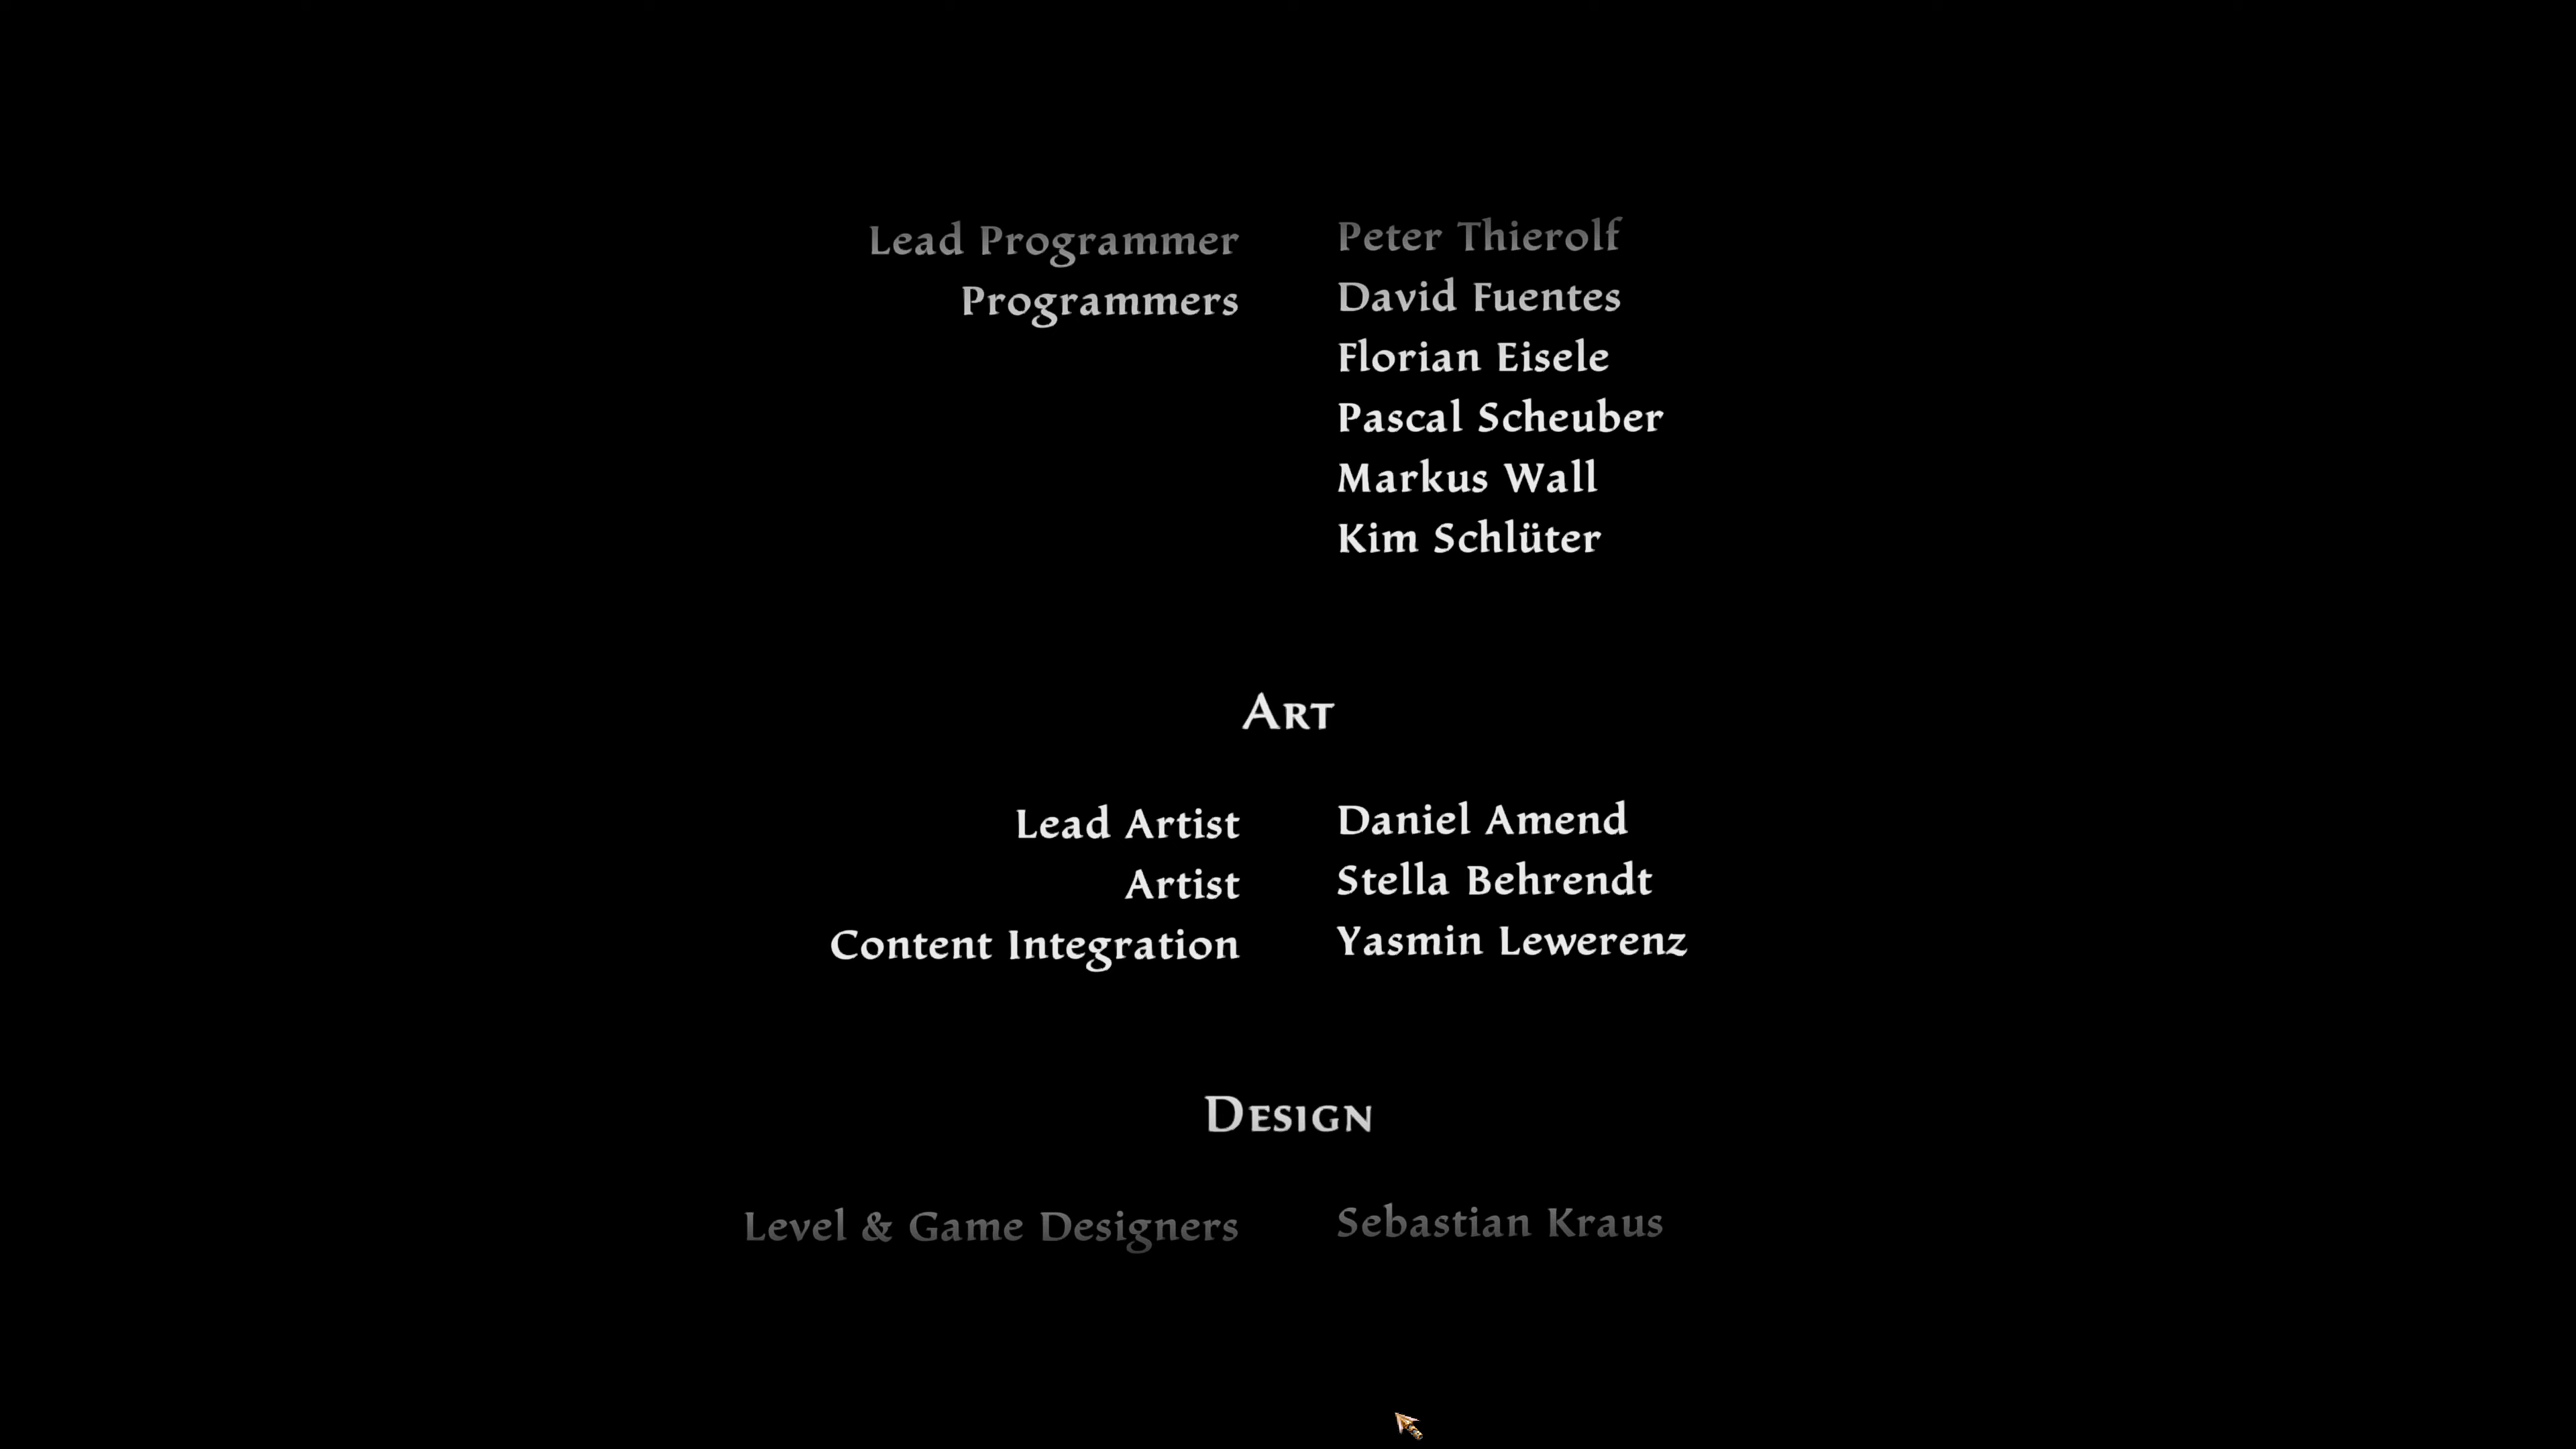 Lead Programmer Peter Thierolf
Programmers David Fuentes
Florian Eisele
Pascal Scheuber
Markus Wall
Kim Schlüter
Art
Lead Artist Daniel Amend
Artist Stella Behrendt
Content Integration Yasmin Lewerenz
Design
Level & Game Designers Sebastian Kraus